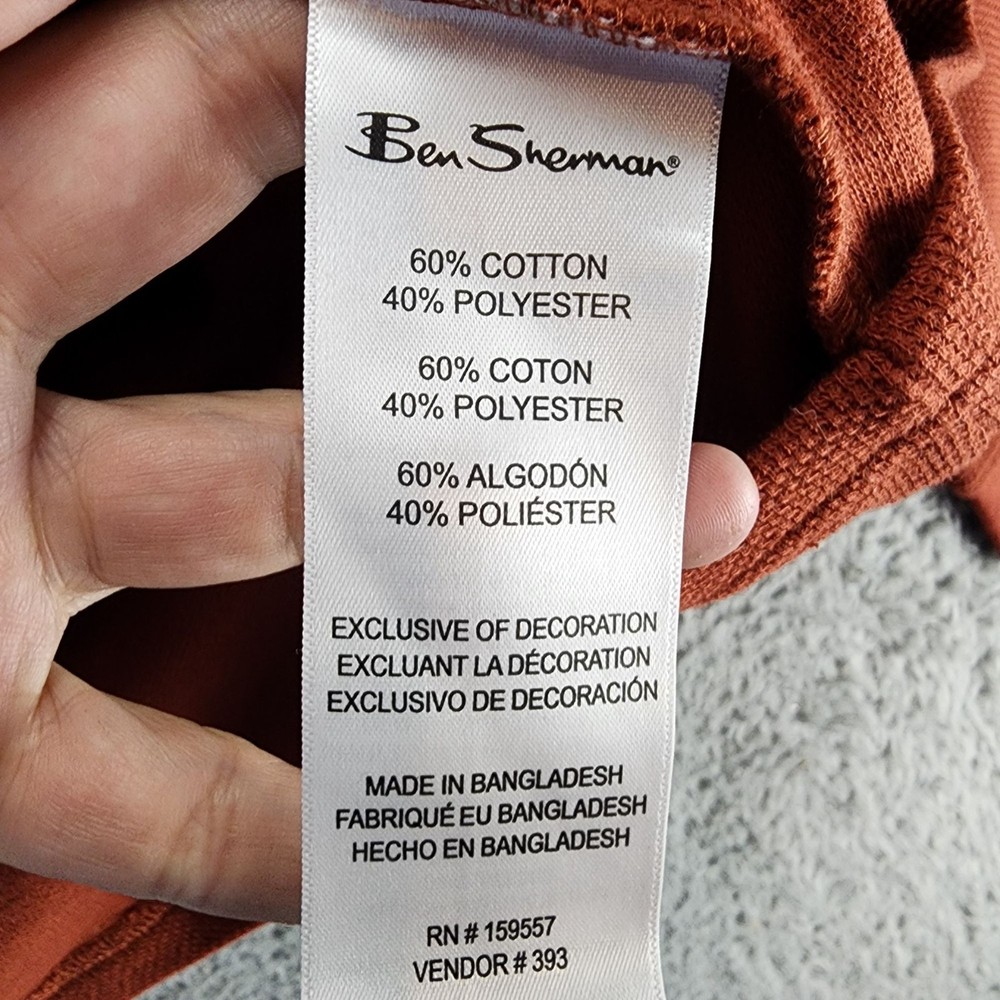 Ben Sherman®
60% COTTON
40% POLYESTER
60% COTON
40% POLYESTER
60% ALGODÓN
40% POLIÉSTER
EXCLUSIVE OF DECORATION
EXCLUANT LA DÉCORATION
EXCLUSIVO DE DECORACIÓN
MADE IN BANGLADESH
FABRIQUÉ EU BANGLADESH
HECHO EN BANGLADESH
RN # 159557
VENDOR # 393